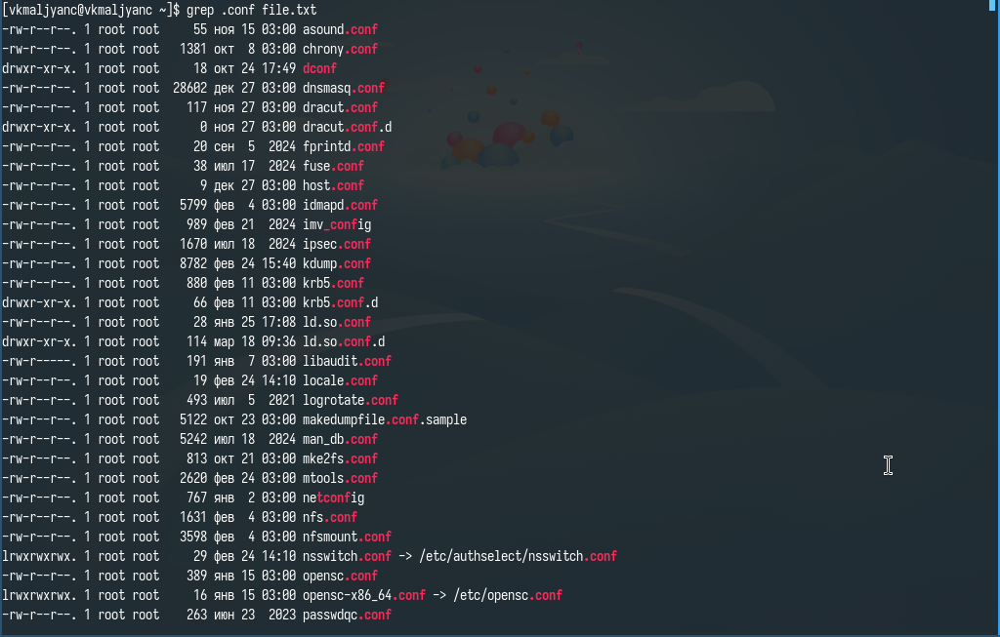 [vkmaljyanc@vkmaljyanc ~]$ grep .conf file.txt
-rw-r--r--. 1 root root     55 ноя 15 03:00 asound.conf
-rw-r--r--. 1 root root   1381 окт  8 03:00 chrony.conf
drwxr-xr-x. 1 root root     18 окт 24 17:49 dconf
-rw-r--r--. 1 root root  28602 дек 27 03:00 dnsmasq.conf
-rw-r--r--. 1 root root    117 ноя 27 03:00 dracut.conf
drwxr-xr-x. 1 root root      0 ноя 27 03:00 dracut.conf.d
-rw-r--r--. 1 root root     20 сен  5  2024 fprintd.conf
-rw-r--r--. 1 root root     38 июл 17  2024 fuse.conf
-rw-r--r--. 1 root root      9 дек 27 03:00 host.conf
-rw-r--r--. 1 root root   5799 фев  4 03:00 idmapd.conf
-rw-r--r--. 1 root root    989 фев 21  2024 imv_config
-rw-r--r--. 1 root root   1670 июл 18  2024 ipsec.conf
-rw-r--r--. 1 root root   8782 фев 24 15:40 kdump.conf
-rw-r--r--. 1 root root    880 фев 11 03:00 krb5.conf
drwxr-xr-x. 1 root root     66 фев 11 03:00 krb5.conf.d
-rw-r--r--. 1 root root     28 янв 25 17:08 ld.so.conf
drwxr-xr-x. 1 root root    114 мар 18 09:36 ld.so.conf.d
-rw-r-----. 1 root root    191 янв  7 03:00 libaudit.conf
-rw-r--r--. 1 root root     19 фев 24 14:10 locale.conf
-rw-r--r--. 1 root root    493 июл  5  2021 logrotate.conf
-rw-r--r--. 1 root root   5122 окт 23 03:00 makedumpfile.conf.sample
-rw-r--r--. 1 root root   5242 июл 18  2024 man_db.conf
-rw-r--r--. 1 root root    813 окт 21 03:00 mke2fs.conf
-rw-r--r--. 1 root root   2620 фев 24 03:00 mtools.conf
-rw-r--r--. 1 root root    767 янв  2 03:00 netconfig
-rw-r--r--. 1 root root   1631 фев  4 03:00 nfs.conf
-rw-r--r--. 1 root root   3598 фев  4 03:00 nfsmount.conf
lrwxrwxrwx. 1 root root     29 фев 24 14:10 nsswitch.conf -> /etc/authselect/nsswitch.conf
-rw-r--r--. 1 root root    389 янв 15 03:00 opensc.conf
lrwxrwxrwx. 1 root root     16 янв 15 03:00 opensc-x86_64.conf -> /etc/opensc.conf
-rw-r--r--. 1 root root    263 июн 23  2023 passwdqc.conf